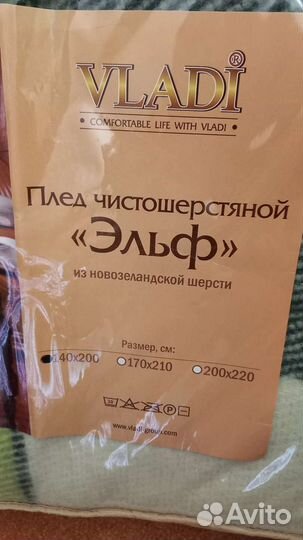 VLADI®
• COMFORTABLE LIFE WITH VLADI •
Плед чистошерстяной
«Эльф»
из новозеландской шерсти
Размер, см:
140x200 170x210 200x220
30 P
www.vladi-group.com
Avito